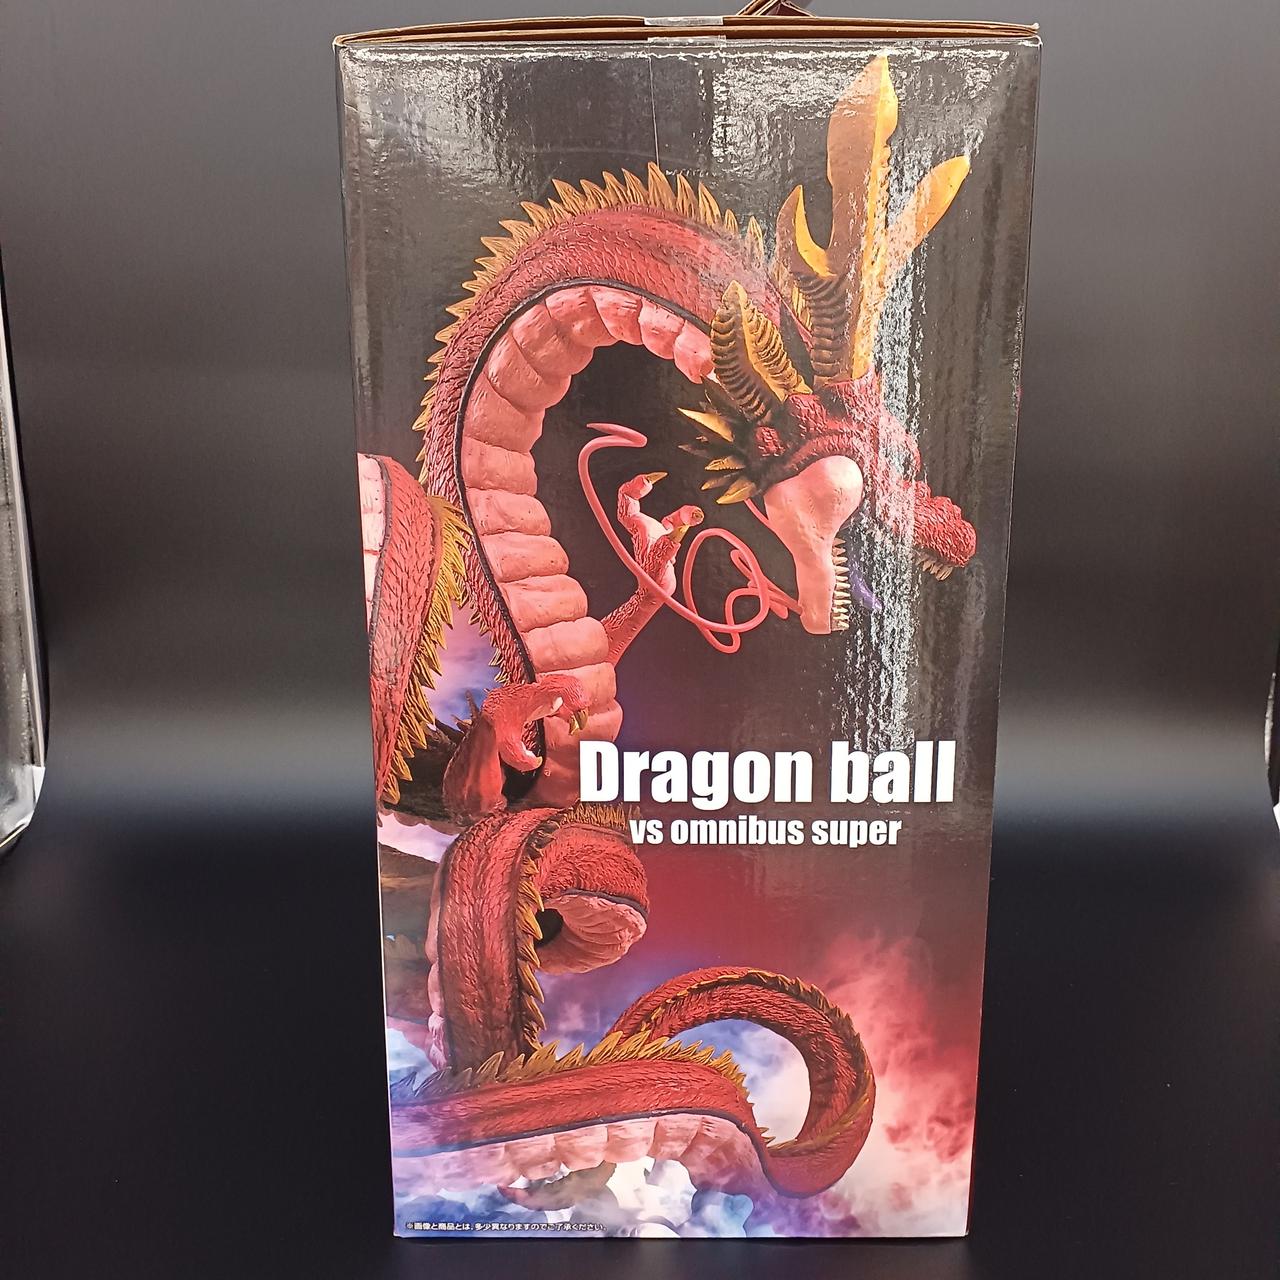 Dragon ball
vs omnibus super
※画像と商品とは、多少異なりますのでご了承ください。